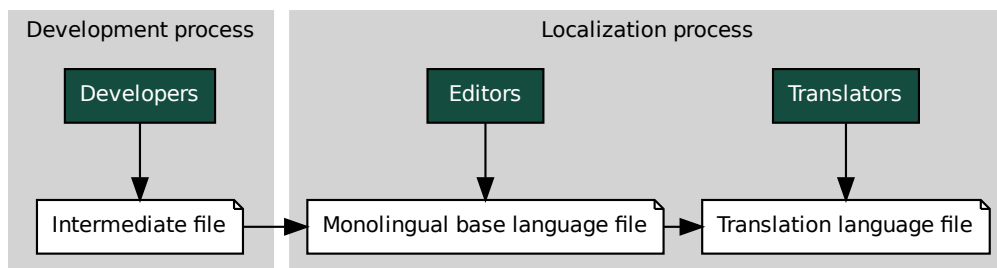 Development process
Localization process
Developers
Editors
Translators
Intermediate file
Monolingual base language file
Translation language file